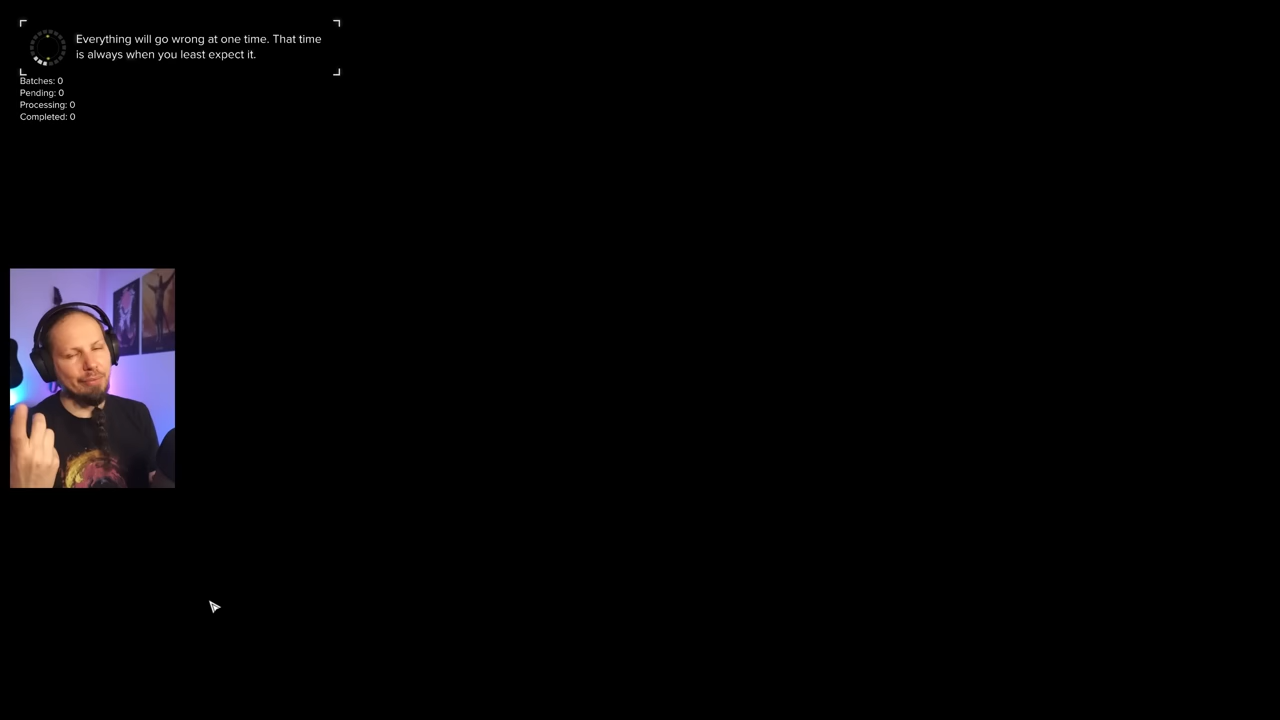 Everything will go wrong at one time. That time
is always when you least expect it.
Batches: 0
Pending: 0
Processing: 0
Completed: 0